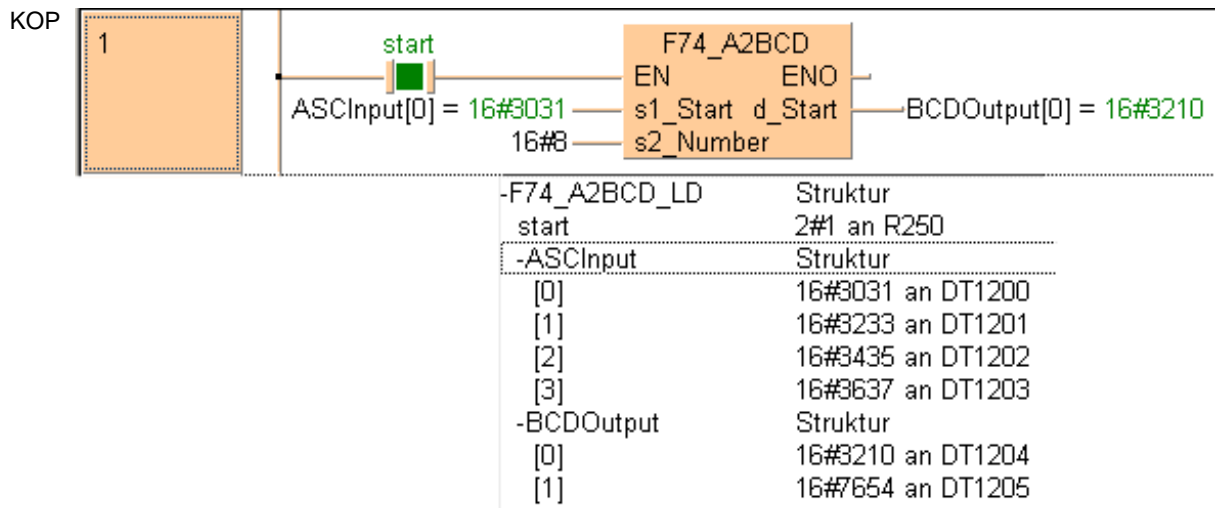 KOP
1
start
F74_A2BCD
EN ENO
ASCInput[0] = 16#3031 s1_Start d_Start BCDOutput[0] = 16#3210
16#8 s2_Number
-F74_A2BCD_LD Struktur
start 2#1 an R250
-ASCInput Struktur
[0] 16#3031 an DT1200
[1] 16#3233 an DT1201
[2] 16#3435 an DT1202
[3] 16#3637 an DT1203
-BCDOutput Struktur
[0] 16#3210 an DT1204
[1] 16#7654 an DT1205